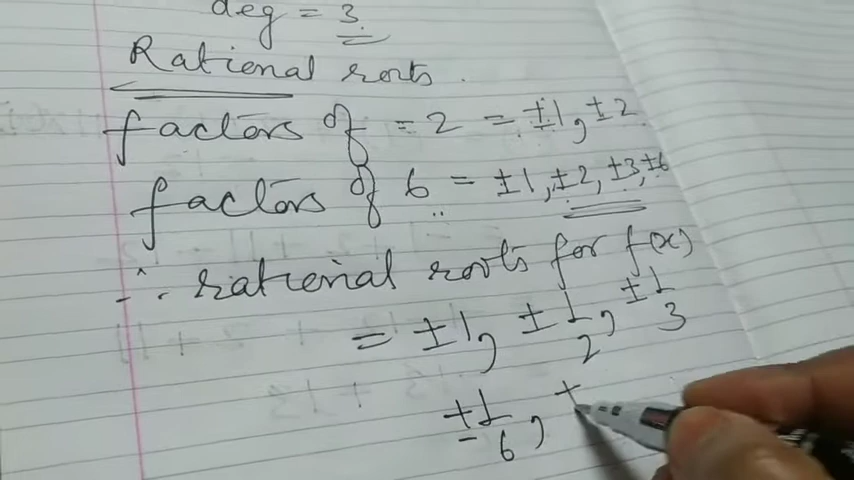 deg = 3
Rational roots.
factors of = 2 = ±1, ±2
factors of 6 = ±1, ±2, ±3, ±6
∴ rational roots for f(x)
= ±1, ±1/2, ±1/3
±1/6, +